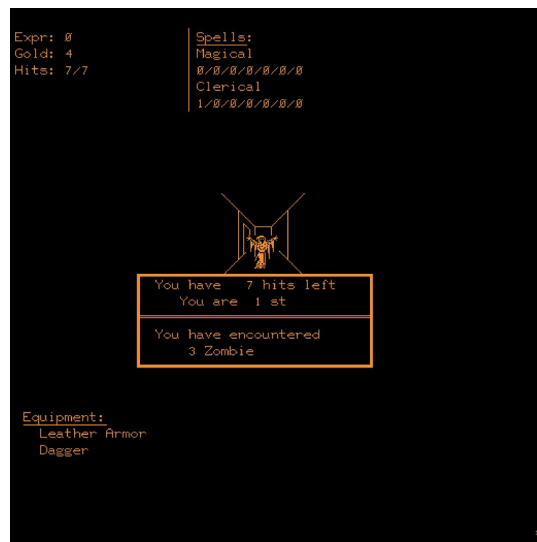 Expr: 0
Gold: 4
Hits: 7/7
Spells:
Magical
0/0/0/0/0/0/0
Clerical
1/0/0/0/0/0/0
You have 7 hits left
You are 1 st
You have encountered
3 Zombie
Equipment:
Leather Armor
Dagger